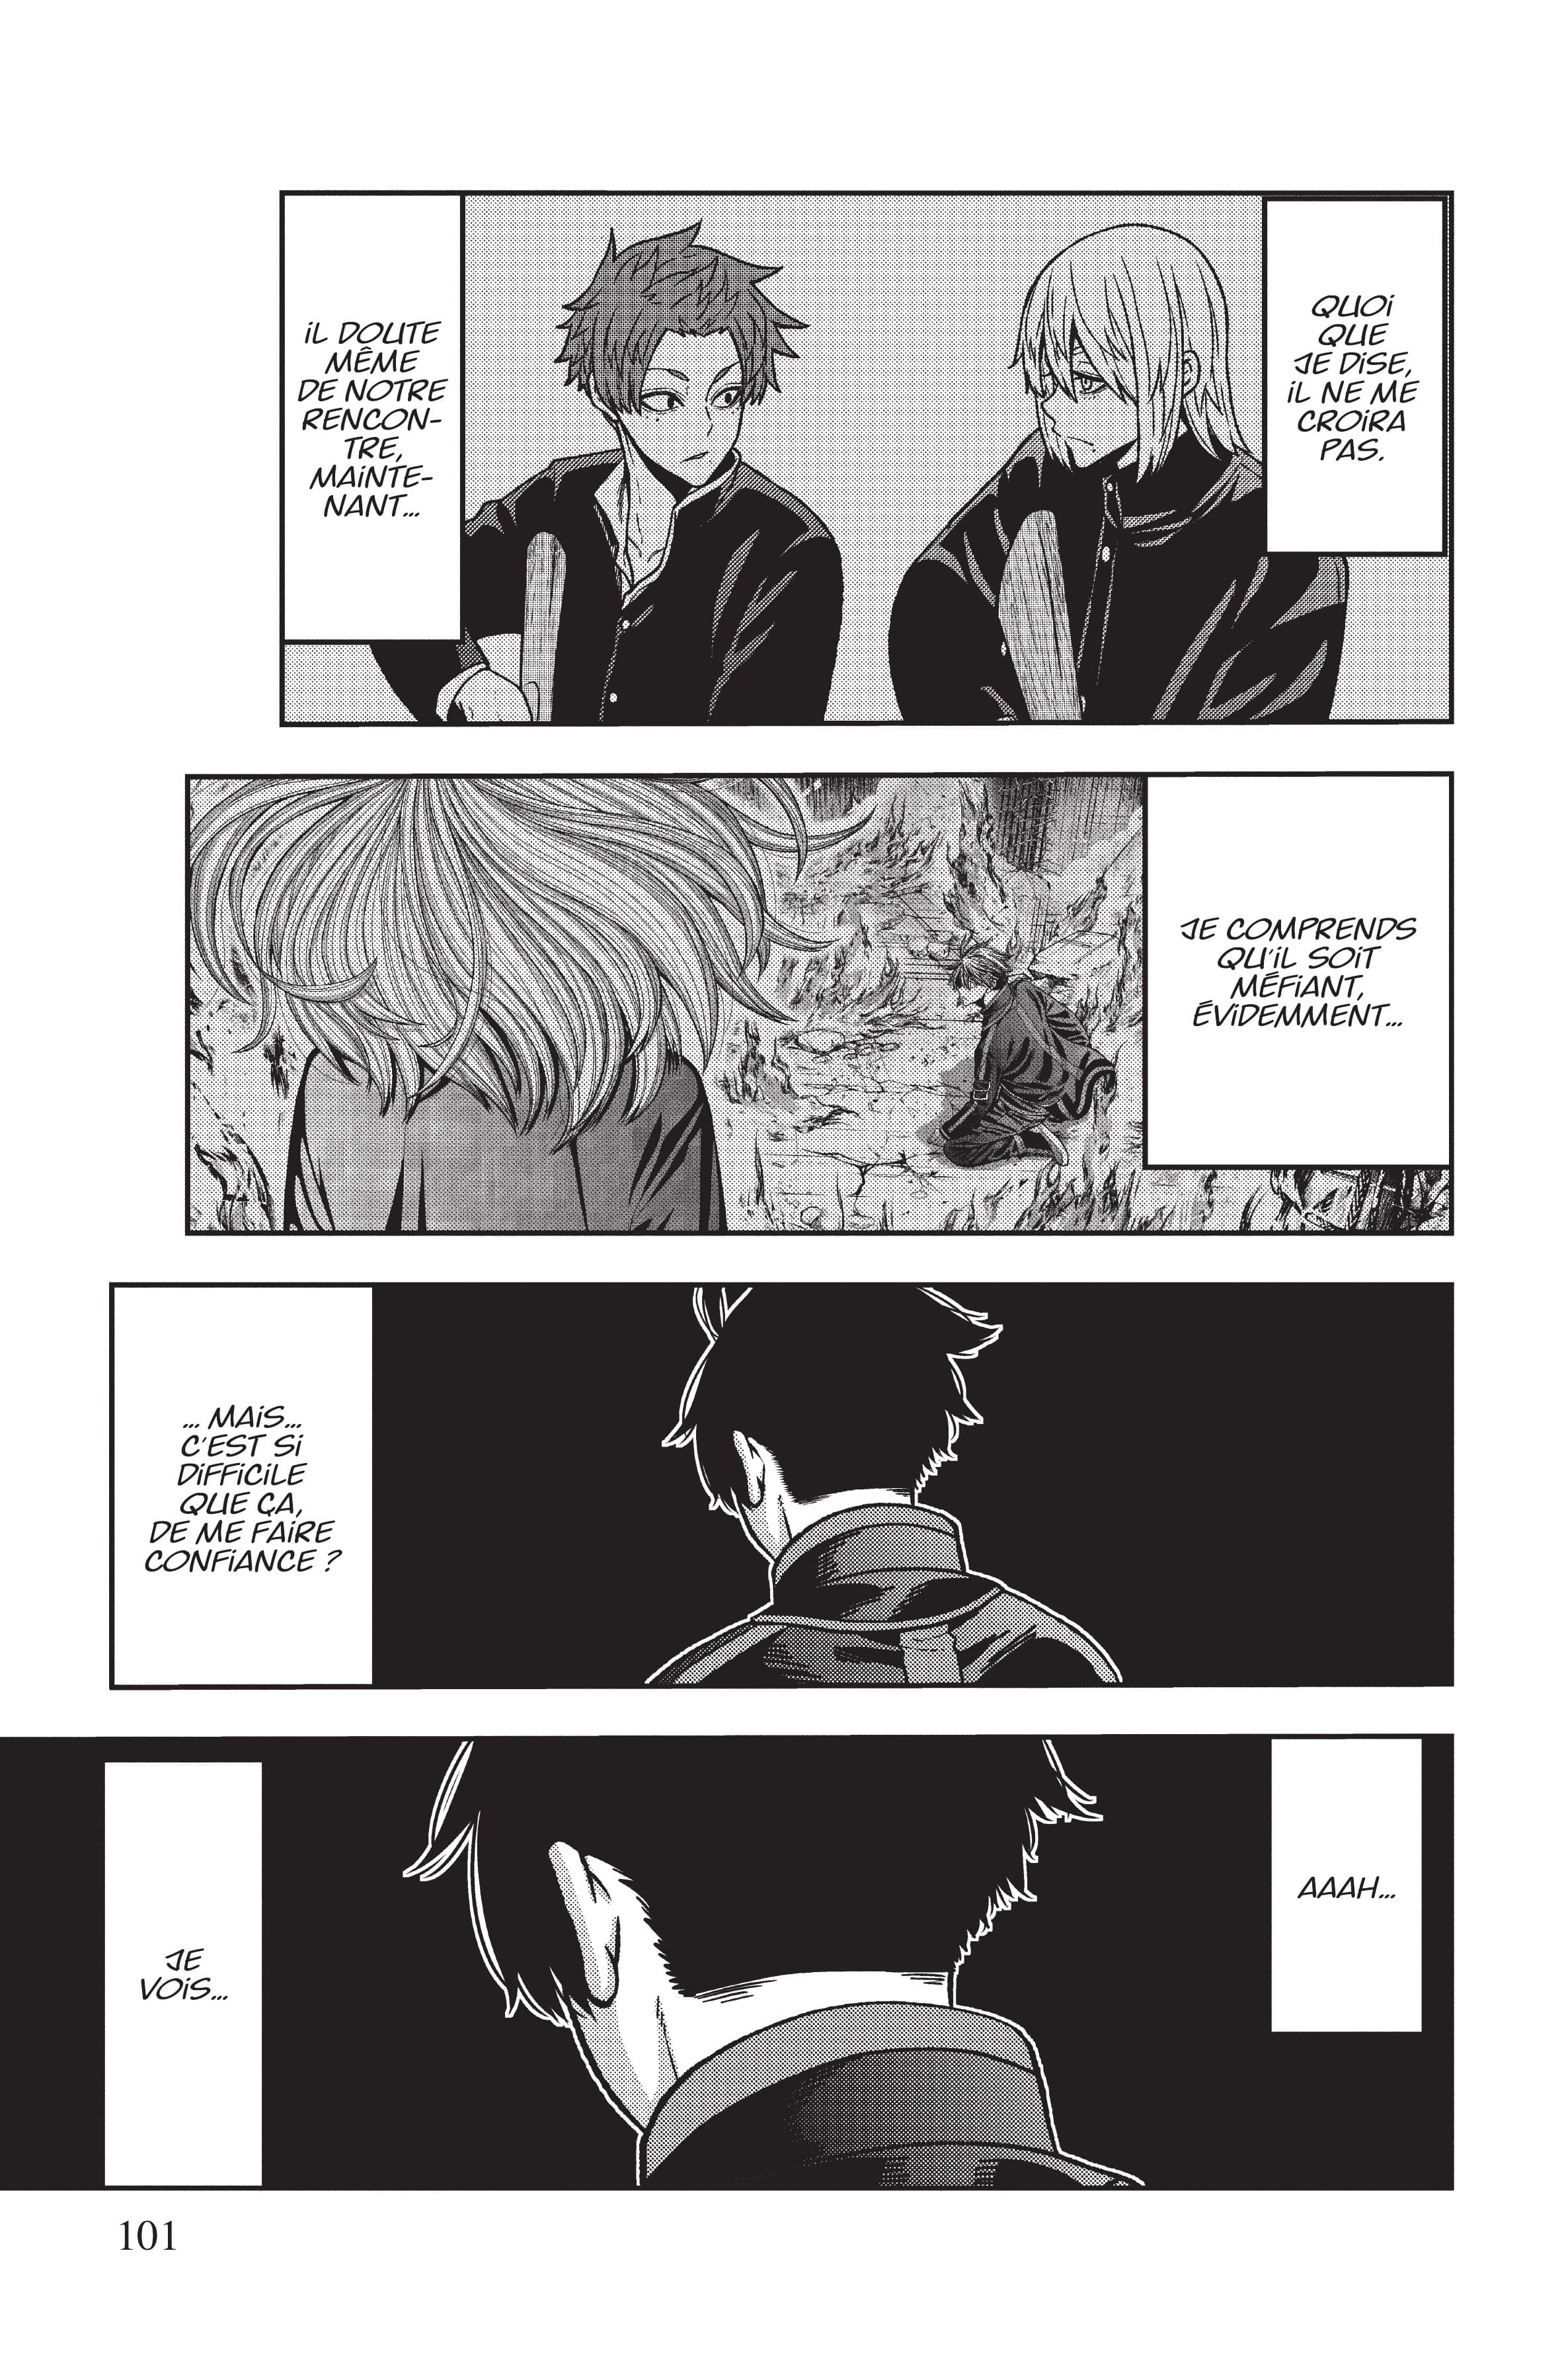 QUOI
QUE
JE DISE,
IL NE ME
CROIRA
PAS.
IL DOUTE
MÊME
DE NOTRE
RENCON-
TRE,
MAINTE-
NANT...
JE COMPRENDS
QU'IL SOIT
MÉFIANT,
ÉVIDEMMENT...
... MAIS...
C'EST SI
DIFFICILE
QUE ÇA,
DE ME FAIRE
CONFIANCE ?
AAAH...
JE
VOIS...
101